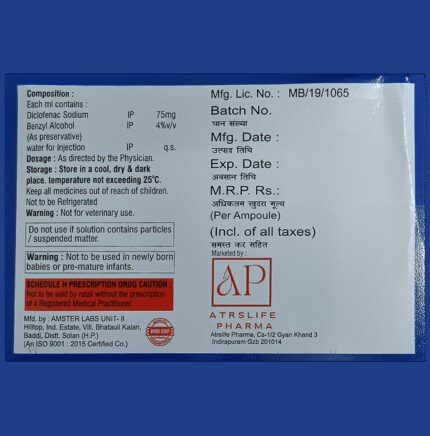 Composition :
Each ml contains :
Diclofenac Sodium IP 75mg
Benzyl Alcohol IP 4%v/v
(As preservative)
water for Injection IP q.s.
Dosage : As directed by the Physician.
Storage : Store in a cool, dry & dark
place. temperature not exceeding 25°C.
Keep all medicines out of reach of children.
Not to be Refrigerated
Warning : Not for veterinary use.
Do not use if solution contains particles
/ suspended matter.
Warning : Not to be used in newly born
babies or pre-mature infants.
SCHEDULE H PRESCRIPTION DRUG CAUTION :
Not to be sold by retail without the prescription
of a Registered Medical Practitioner.
Mfd. by : AMSTER LABS UNIT- II
Hilltop, Ind. Estate, Vill. Bhatauli Kalan,
Baddi, Distt. Solan (H.P.)
(An ISO 9001 : 2015 Certified Co.)
WHO GMP
Mfg. Lic. No. : MB/19/1065
Batch No.
घान संख्या
Mfg. Date :
उत्पाद तिथि
Exp. Date :
अवसान तिथि
M.R.P. Rs.:
अधिकतम खुदरा मूल्य
(Per Ampoule)
(Incl. of all taxes)
समस्त कर सहित
Marketed by :
AP
ATRSLIFE
PHARMA
Atrslife Pharma, Cs-1/2 Gyan Khand 3
Indirapuram Gzb 201014